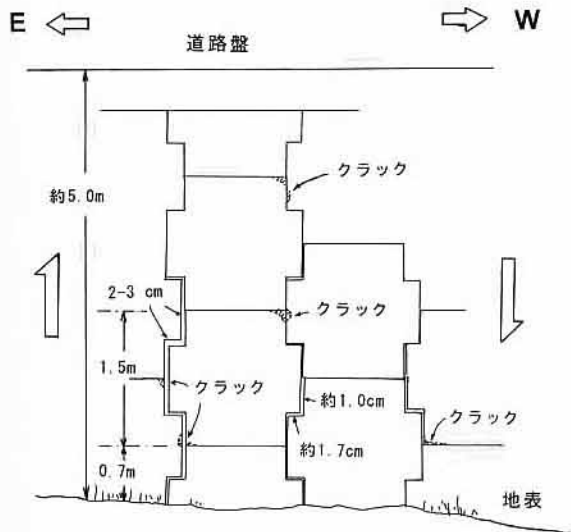 E W
道路盤
クラック
約5.0m
2-3 cm
クラック
1.5m
クラック
約1.0cm
クラック
約1.7cm
0.7m
地表